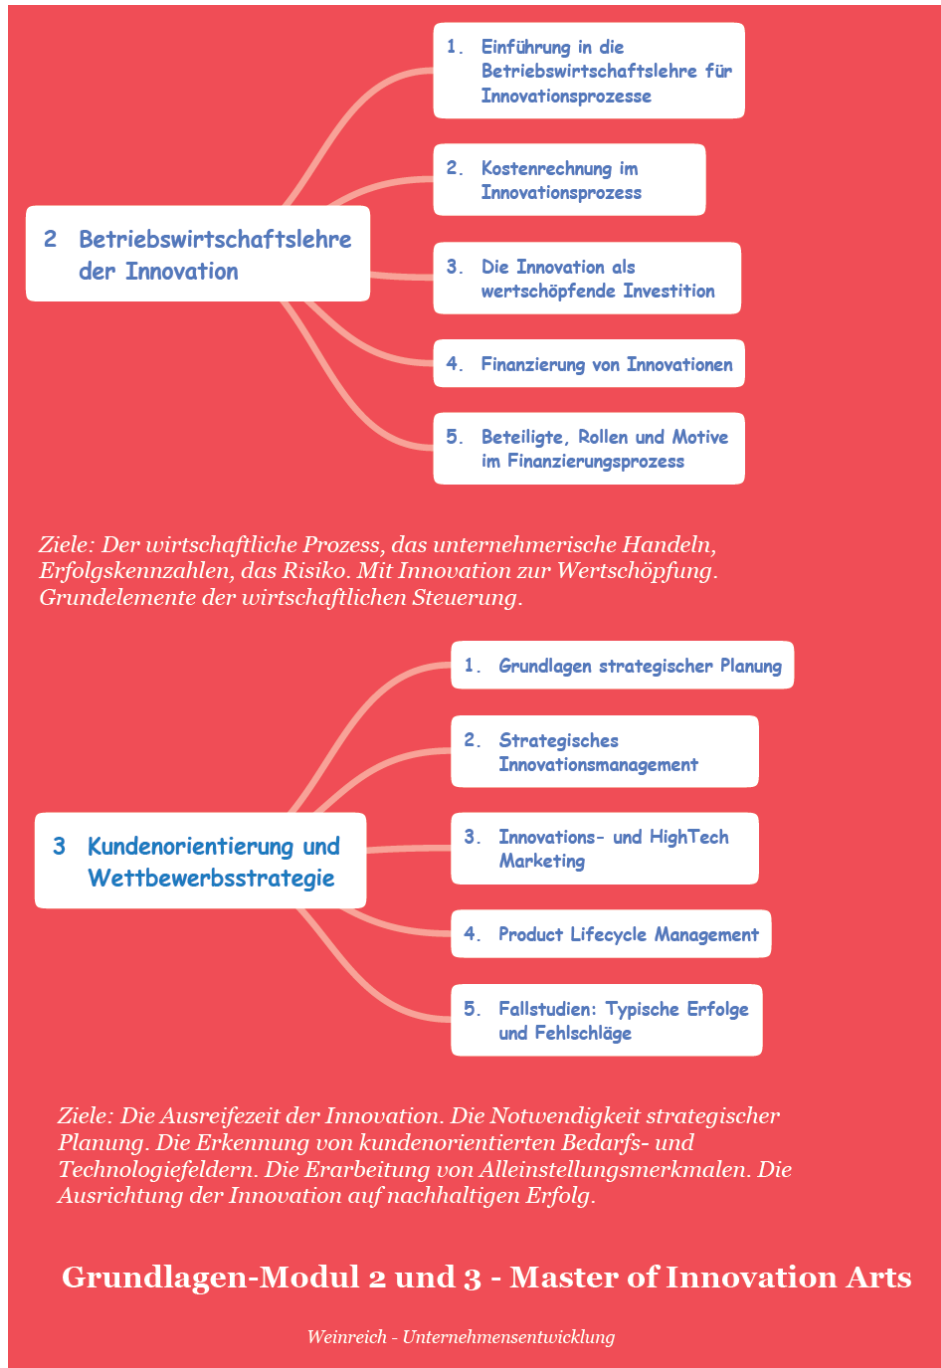 1. Einführung in die
Betriebswirtschaftslehre für
Innovationsprozesse
2. Kostenrechnung im
Innovationsprozess
2 Betriebswirtschaftslehre
der Innovation
3. Die Innovation als
wertschöpfende Investition
4. Finanzierung von Innovationen
5. Beteiligte, Rollen und Motive
im Finanzierungsprozess
Ziele: Der wirtschaftliche Prozess, das unternehmerische Handeln,
Erfolgskennzahlen, das Risiko. Mit Innovation zur Wertschöpfung.
Grundelemente der wirtschaftlichen Steuerung.
1. Grundlagen strategischer Planung
2. Strategisches
Innovationsmanagement
3 Kundenorientierung und
Wettbewerbsstrategie
3. Innovations- und HighTech
Marketing
4. Product Lifecycle Management
5. Fallstudien: Typische Erfolge
und Fehlschläge
Ziele: Die Ausreifezeit der Innovation. Die Notwendigkeit strategischer
Planung. Die Erkennung von kundenorientierten Bedarfs- und
Technologiefeldern. Die Erarbeitung von Alleinstellungsmerkmalen. Die
Ausrichtung der Innovation auf nachhaltigen Erfolg.
Grundlagen-Modul 2 und 3 - Master of Innovation Arts
Weinreich - Unternehmensentwicklung